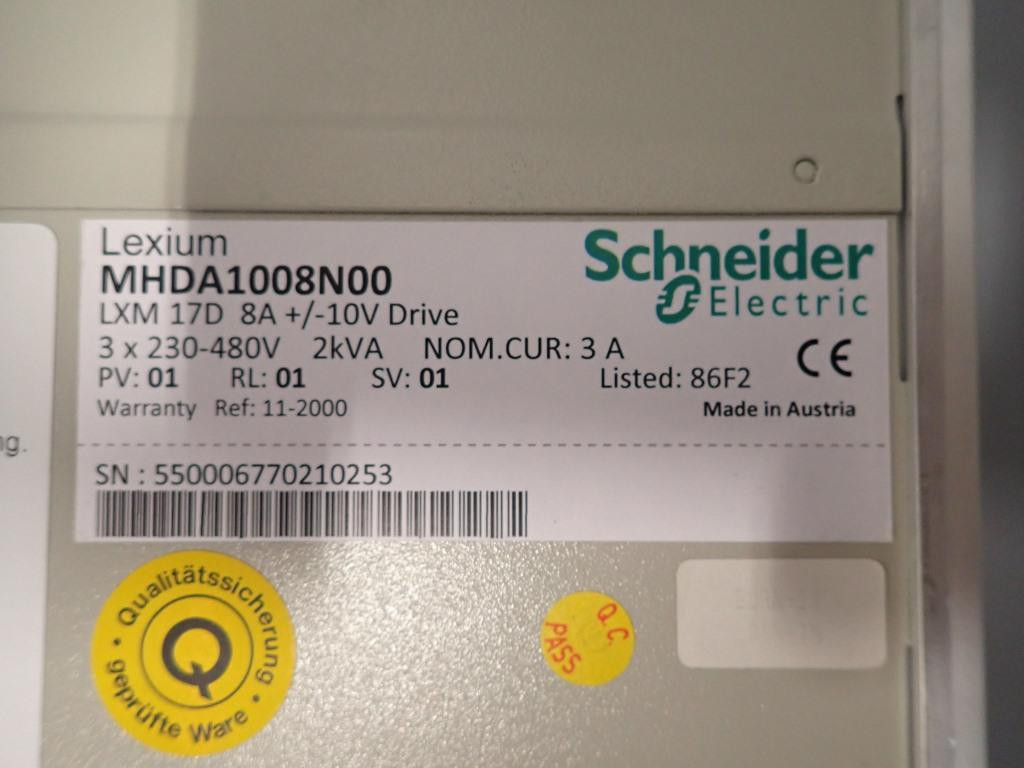 Lexium
MHDA1008N00
LXM 17D 8A +/-10V Drive
3 x 230-480V 2kVA NOM.CUR: 3 A
PV: 01 RL: 01 SV: 01 Listed: 86F2
Warranty Ref: 11-2000 Made in Austria
Schneider
Electric
CE
ng.
SN : 550006770210253
Qualitätssicherung
Q
geprüfte Ware
Q.C.
PASS